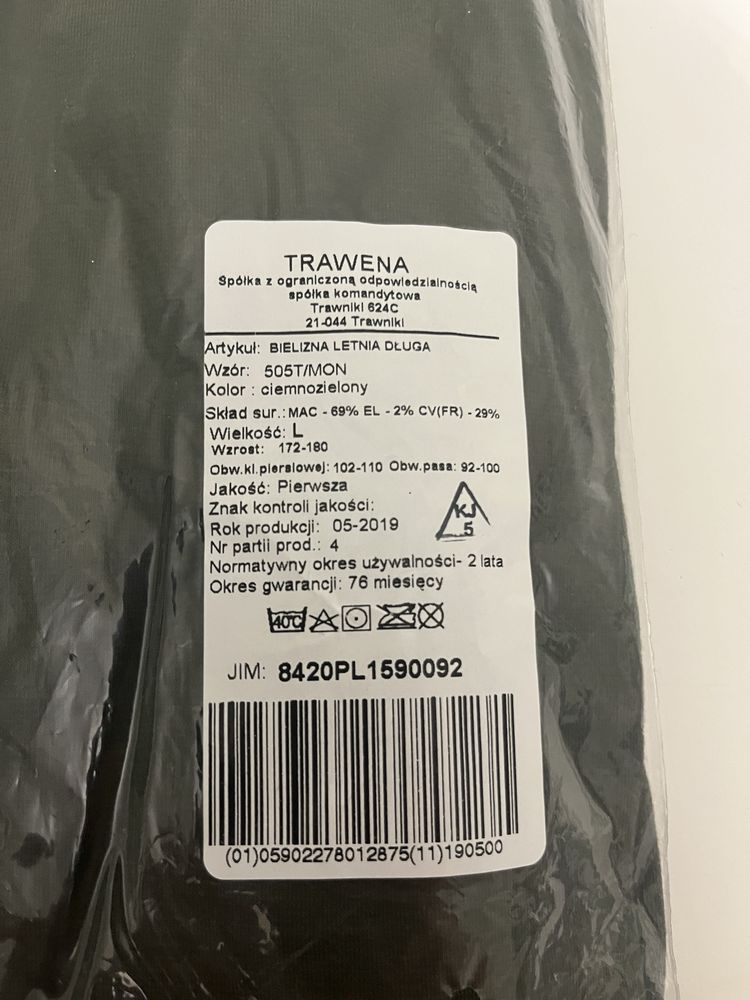 TRAWENA
Spółka z ograniczoną odpowiedzialnością
spółka komandytowa
Trawniki 624C
21-044 Trawniki
Artykuł: BIELIZNA LETNIA DŁUGA
Wzór: 505T/MON
Kolor : ciemnozielony
Skład sur.: MAC - 69% EL - 2% CV(FR) - 29%
Wielkość: L
Wzrost: 172-180
Obw.kl.piersiowej: 102-110 Obw.pasa: 92-100
Jakość: Pierwsza
Znak kontroli jakości:
KJ
5
Rok produkcji: 05-2019
Nr partii prod.: 4
Normatywny okres używalności- 2 lata
Okres gwarancji: 76 miesięcy
40°C
JIM: 8420PL1590092
(01)05902278012875(11)190500